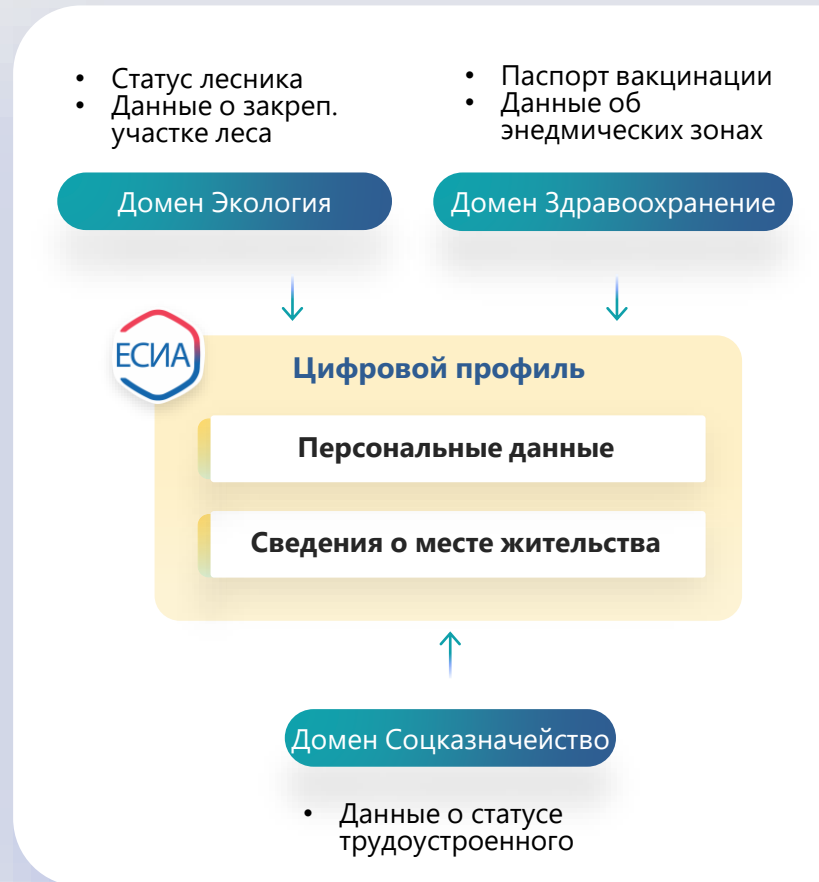 • Статус лесника
• Данные о закреп.
участке леса
• Паспорт вакцинации
• Данные об
энедмических зонах
Домен Экология
Домен Здравоохранение
ЕСИА
Цифровой профиль
Персональные данные
Сведения о месте жительства
Домен Соцказначейство
• Данные о статусе
трудоустроенного